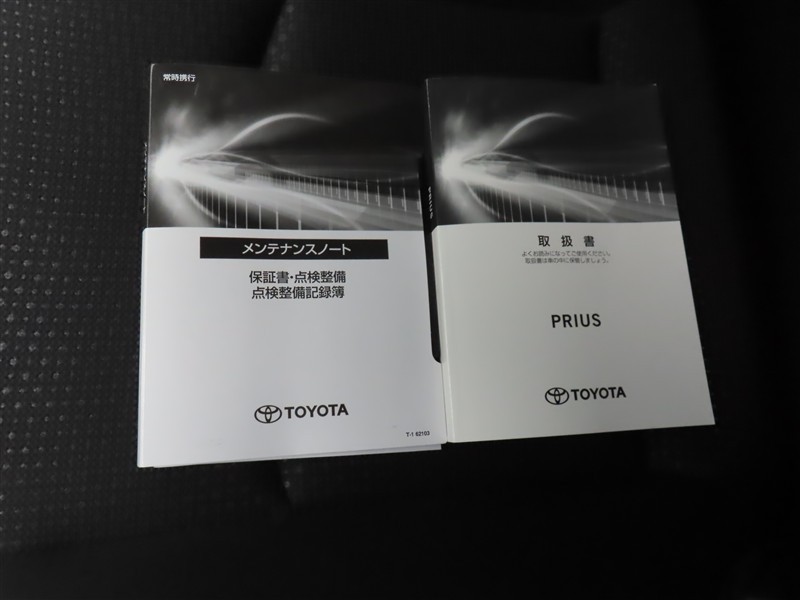 常時携行
メンテナンスノート
保証書・点検整備
点検整備記録簿
TOYOTA
T-1 62103
PRIUS
取扱書
よくお読みになってご使用ください。
取扱書は車の中に保管しましょう。
PRIUS
TOYOTA